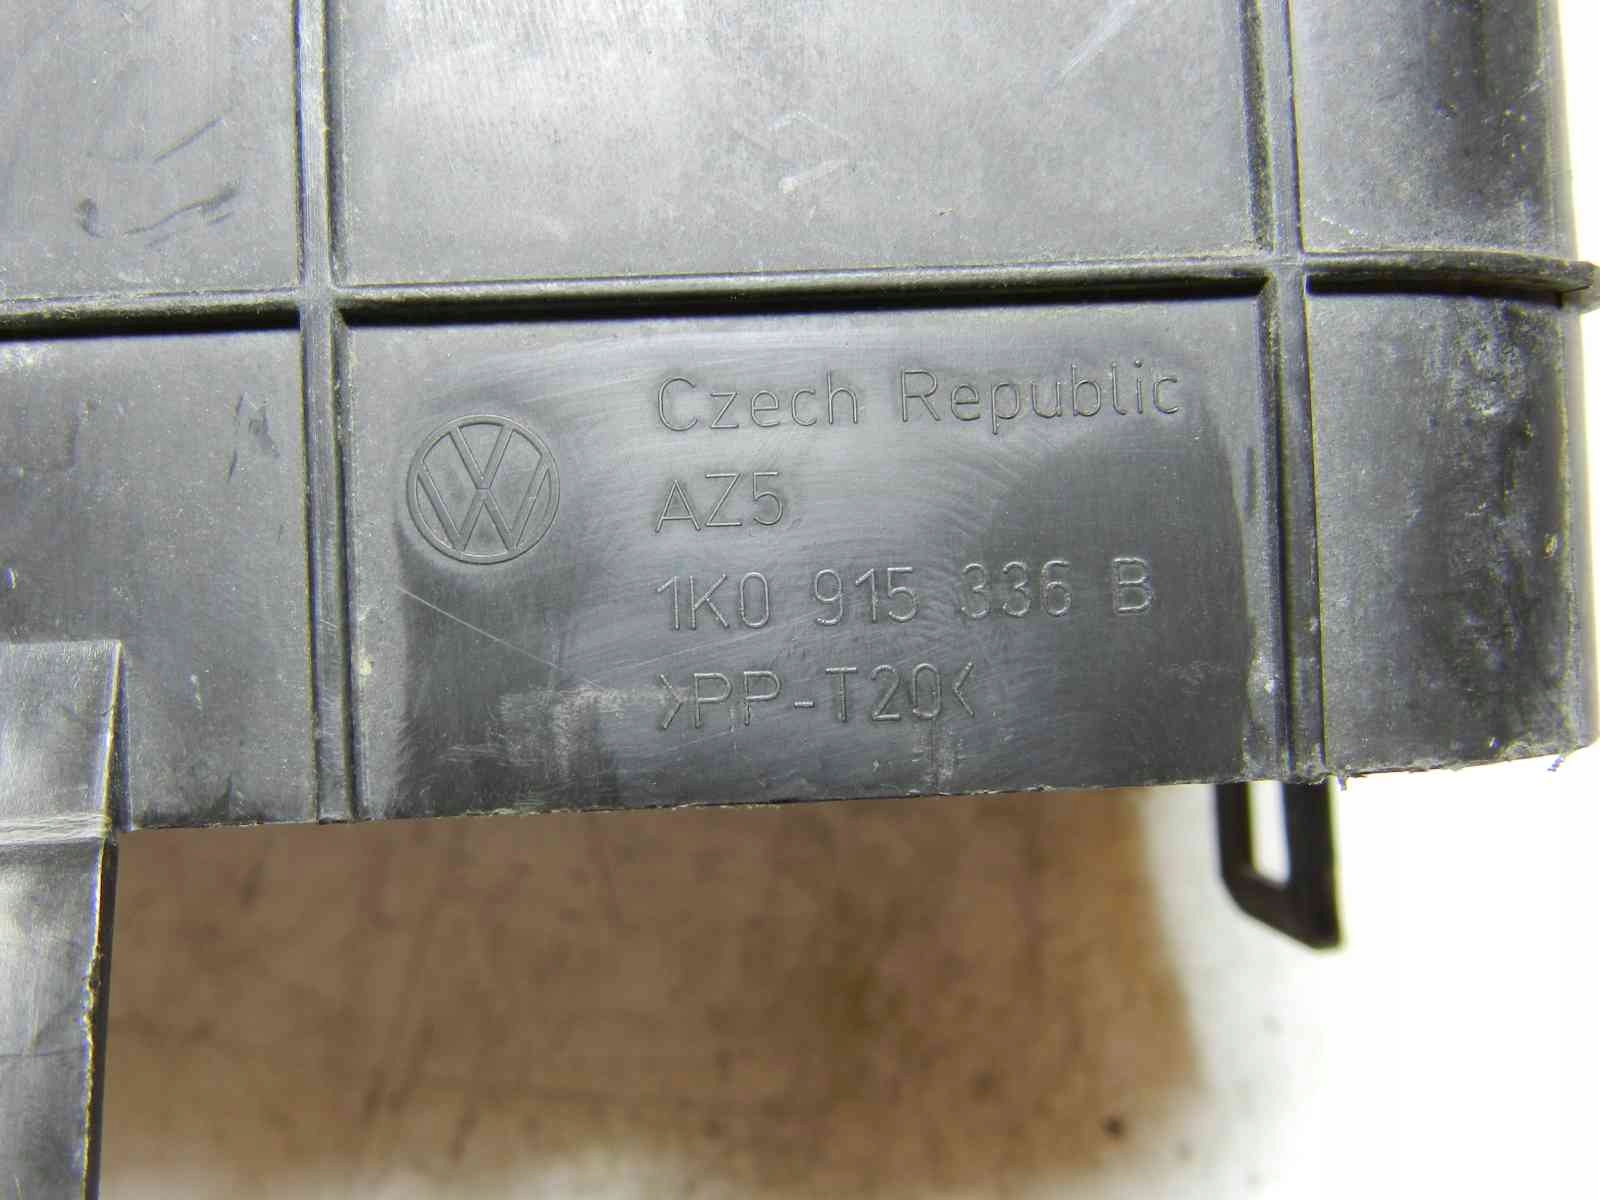 Czech Republic
AZ5
1K0 915 336 B
>PP-T20<